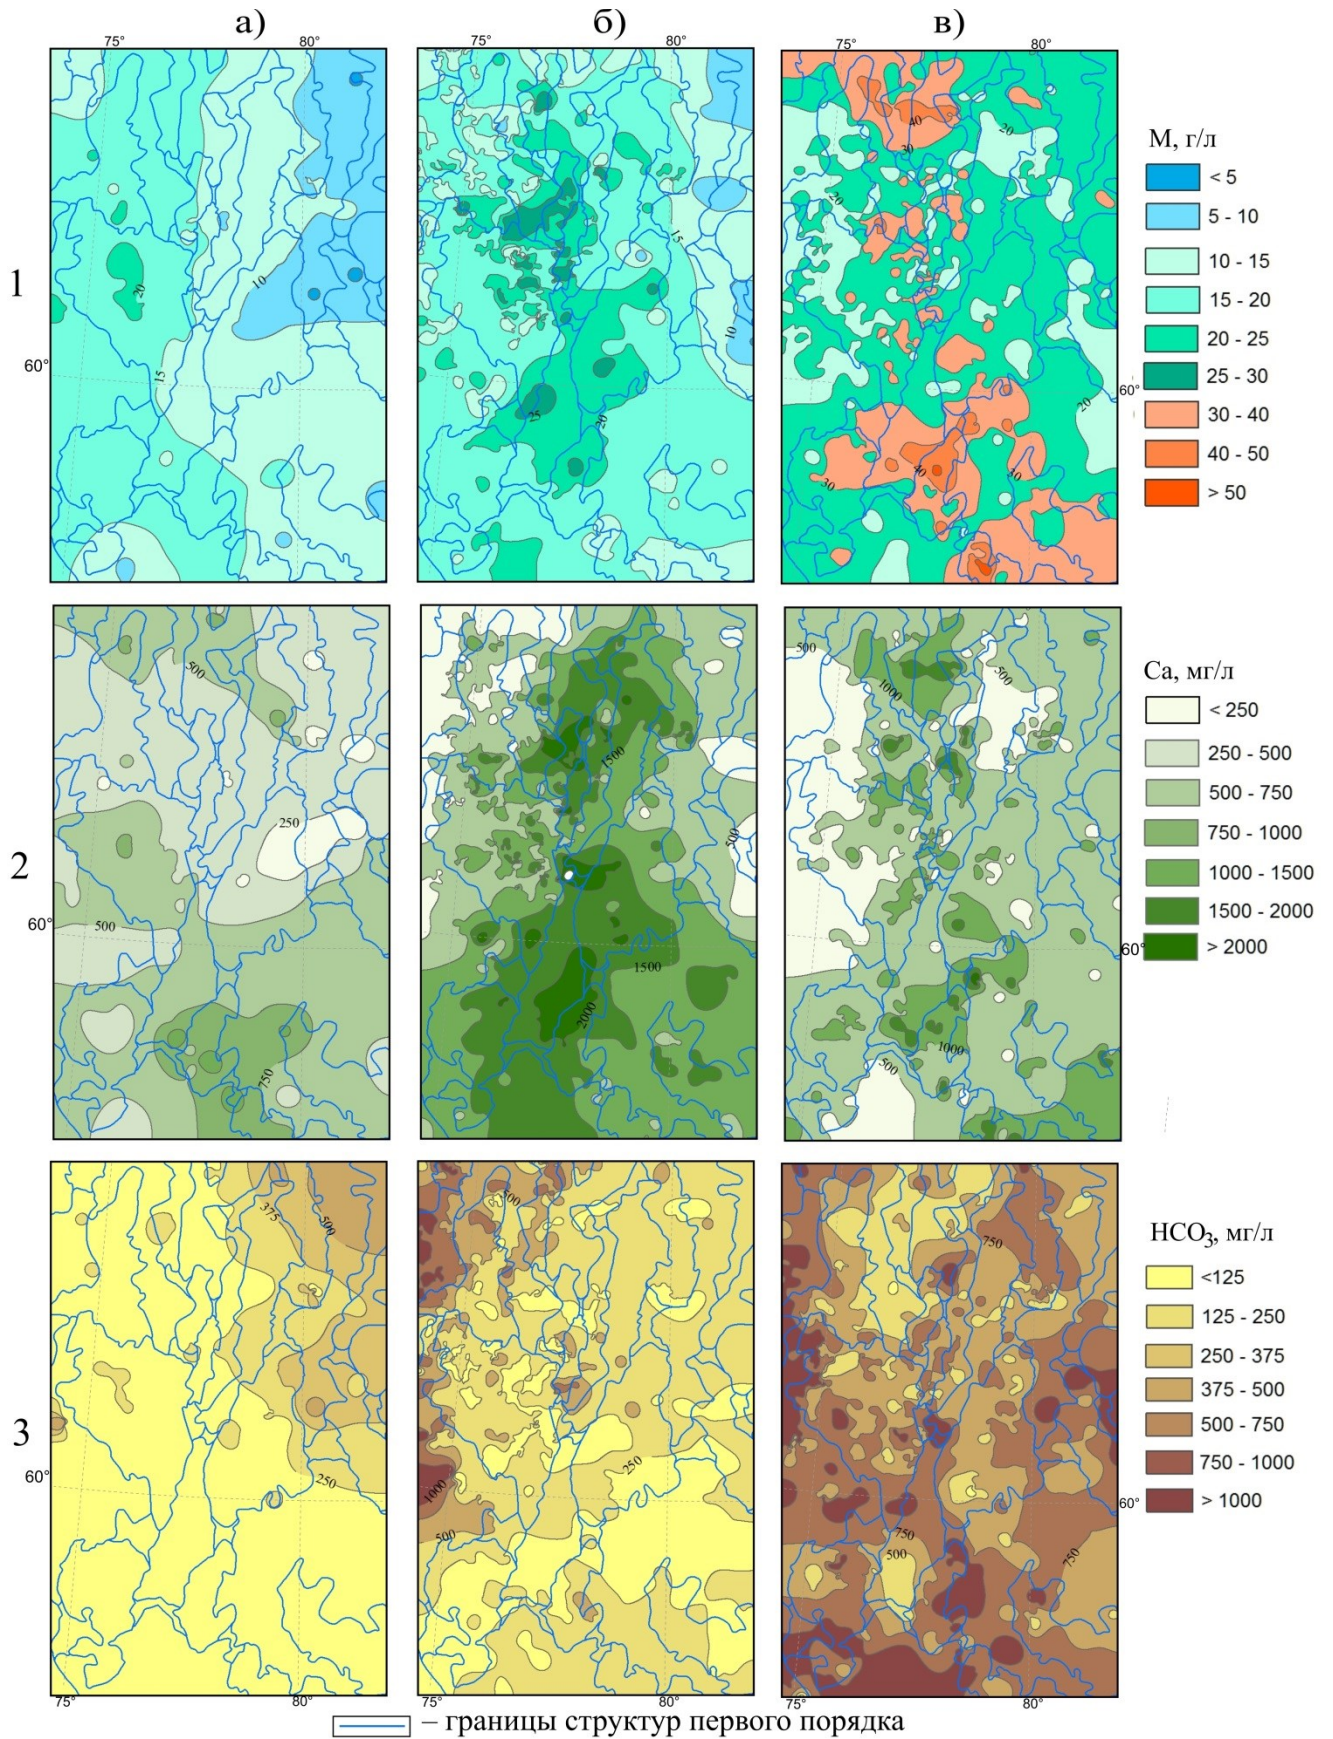 а)
б)
в)
75°
80°
75°
80°
75°
80°
1
60°
60°
20
15
10
15
10
25
20
40
30
20
20
20
30
40
30
М, г/л
< 5
5 - 10
10 - 15
15 - 20
20 - 25
25 - 30
30 - 40
40 - 50
> 50
2
60°
60°
500
250
500
750
1500
500
1500
2000
500
1000
500
1000
500
Ca, мг/л
< 250
250 - 500
500 - 750
750 - 1000
1000 - 1500
1500 - 2000
> 2000
3
60°
60°
375
500
250
500
250
1000
500
750
750
500
750
HCO₃, мг/л
<125
125 - 250
250 - 375
375 - 500
500 - 750
750 - 1000
> 1000
75°
80°
75°
80°
75°
80°
– границы структур первого порядка